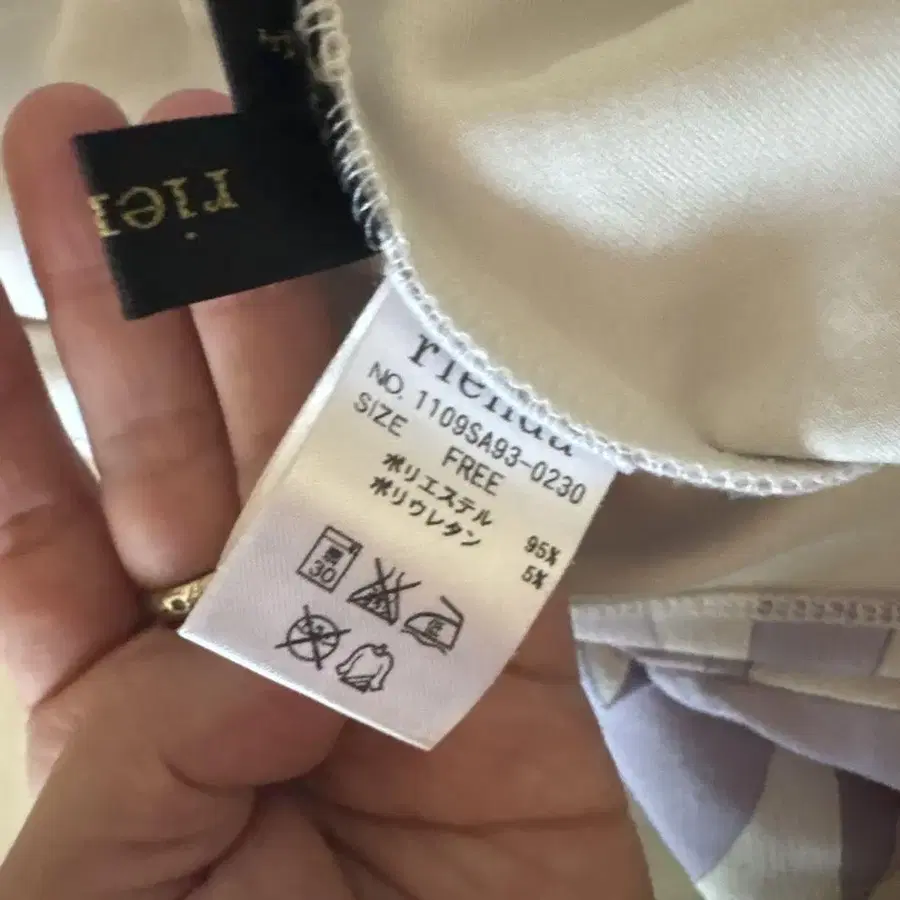 rien
rienda
NO. 1109SA93-0230
SIZE FREE
ポリエステル 95%
ポリウレタン 5%
30